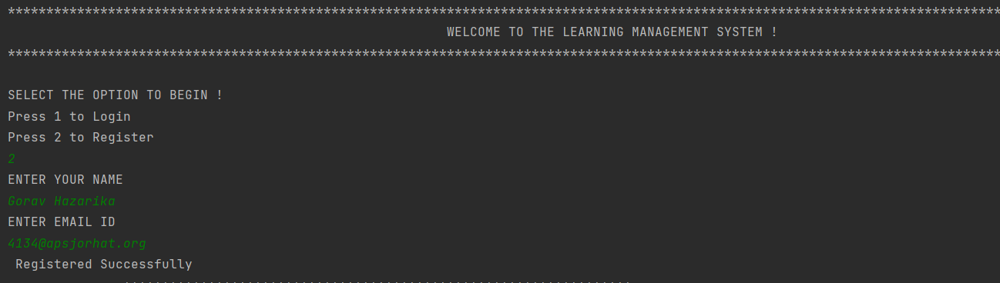 *********************************************************************************************************************************
WELCOME TO THE LEARNING MANAGEMENT SYSTEM !
*********************************************************************************************************************************
SELECT THE OPTION TO BEGIN !
Press 1 to Login
Press 2 to Register
2
ENTER YOUR NAME
Gorav Hazarika
ENTER EMAIL ID
4134@apsjorhat.org
Registered Successfully